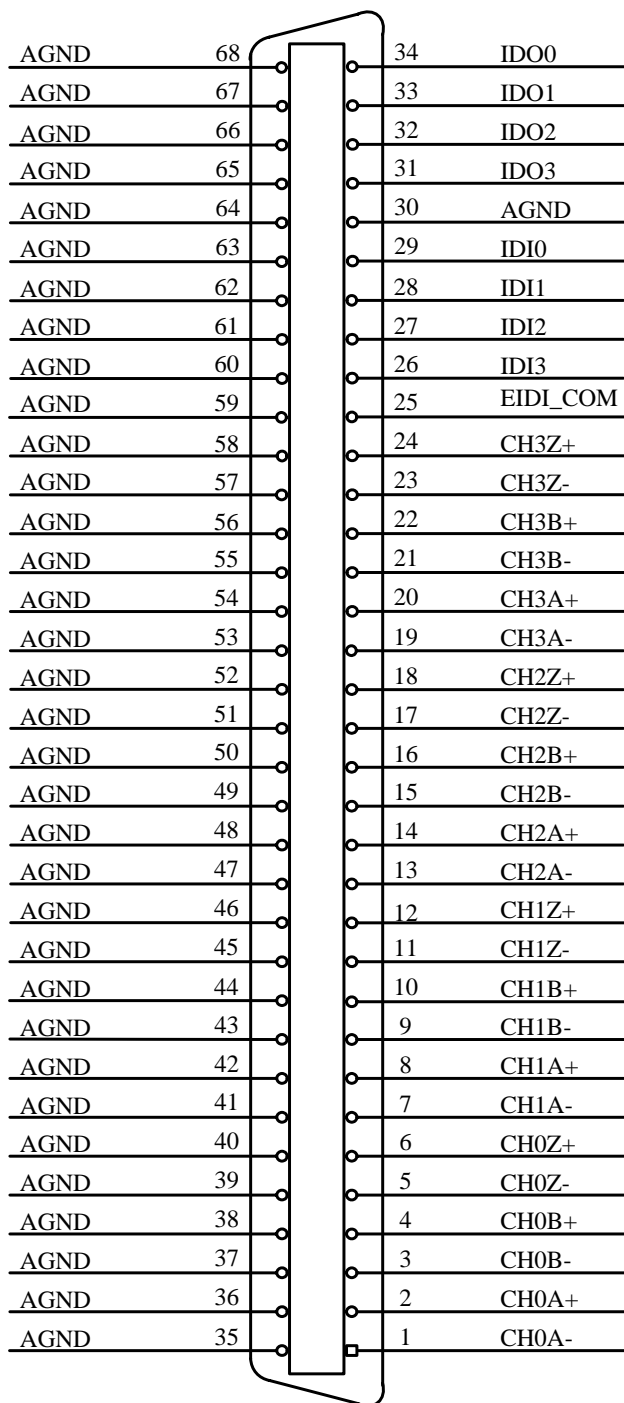 AGND 68 34 IDO0
AGND 67 33 IDO1
AGND 66 32 IDO2
AGND 65 31 IDO3
AGND 64 30 AGND
AGND 63 29 IDI0
AGND 62 28 IDI1
AGND 61 27 IDI2
AGND 60 26 IDI3
AGND 59 25 EIDI_COM
AGND 58 24 CH3Z+
AGND 57 23 CH3Z-
AGND 56 22 CH3B+
AGND 55 21 CH3B-
AGND 54 20 CH3A+
AGND 53 19 CH3A-
AGND 52 18 CH2Z+
AGND 51 17 CH2Z-
AGND 50 16 CH2B+
AGND 49 15 CH2B-
AGND 48 14 CH2A+
AGND 47 13 CH2A-
AGND 46 12 CH1Z+
AGND 45 11 CH1Z-
AGND 44 10 CH1B+
AGND 43 9 CH1B-
AGND 42 8 CH1A+
AGND 41 7 CH1A-
AGND 40 6 CH0Z+
AGND 39 5 CH0Z-
AGND 38 4 CH0B+
AGND 37 3 CH0B-
AGND 36 2 CH0A+
AGND 35 1 CH0A-